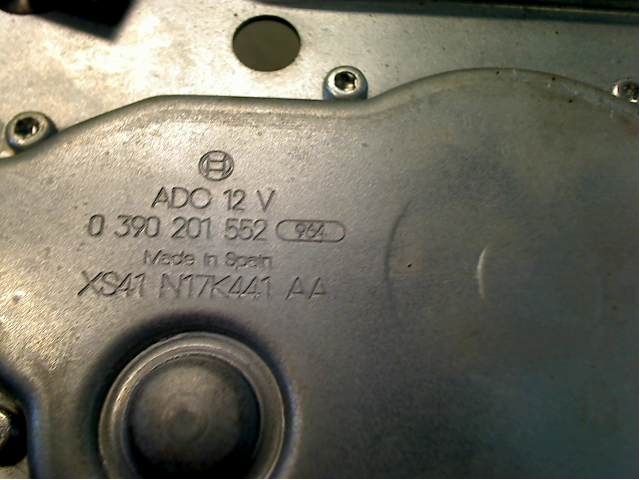 ADO 12 V
0 390 201 552 964
Made in Spain
XS41 N17K441 AA